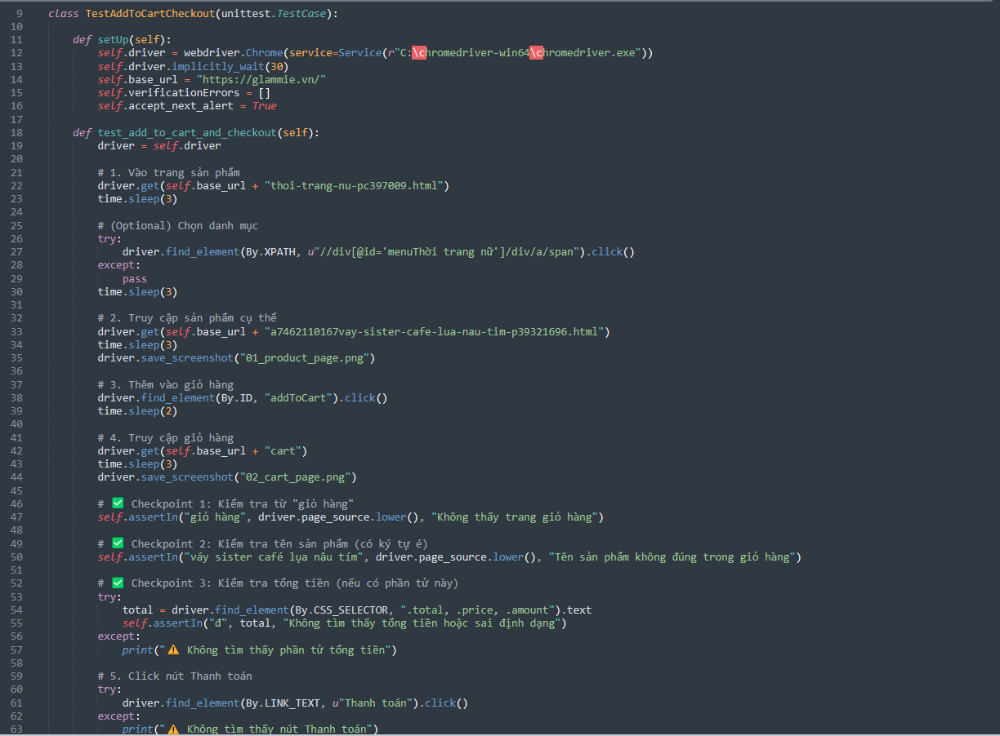 9 class TestAddToCartCheckout(unittest.TestCase):
10
11 def setUp(self):
12 self.driver = webdriver.Chrome(service=Service(r"C:\chromedriver-win64\chromedriver.exe"))
13 self.driver.implicitly_wait(30)
14 self.base_url = "https://glammie.vn/"
15 self.verificationErrors = []
16 self.accept_next_alert = True
17
18 def test_add_to_cart_and_checkout(self):
19 driver = self.driver
20
21 # 1. Vào trang sản phẩm
22 driver.get(self.base_url + "thoi-trang-nu-pc397009.html")
23 time.sleep(3)
24
25 # (Optional) Chọn danh mục
26 try:
27 driver.find_element(By.XPATH, u"//div[@id='menuThời trang nữ']/div/a/span").click()
28 except:
29 pass
30 time.sleep(3)
31
32 # 2. Truy cập sản phẩm cụ thể
33 driver.get(self.base_url + "a7462110167vay-sister-cafe-lua-nau-tim-p39321696.html")
34 time.sleep(3)
35 driver.save_screenshot("01_product_page.png")
36
37 # 3. Thêm vào giỏ hàng
38 driver.find_element(By.ID, "addToCart").click()
39 time.sleep(2)
40
41 # 4. Truy cập giỏ hàng
42 driver.get(self.base_url + "cart")
43 time.sleep(3)
44 driver.save_screenshot("02_cart_page.png")
45
46 # ✅ Checkpoint 1: Kiểm tra từ "giỏ hàng"
47 self.assertIn("giỏ hàng", driver.page_source.lower(), "Không thấy trang giỏ hàng")
48
49 # ✅ Checkpoint 2: Kiểm tra tên sản phẩm (có ký tự é)
50 self.assertIn("váy sister café lụa nâu tím", driver.page_source.lower(), "Tên sản phẩm không đúng trong giỏ hàng")
51
52 # ✅ Checkpoint 3: Kiểm tra tổng tiền (nếu có phần tử này)
53 try:
54 total = driver.find_element(By.CSS_SELECTOR, ".total, .price, .amount").text
55 self.assertIn("đ", total, "Không tìm thấy tổng tiền hoặc sai định dạng")
56 except:
57 print("⚠️ Không tìm thấy phần tử tổng tiền")
58
59 # 5. Click nút Thanh toán
60 try:
61 driver.find_element(By.LINK_TEXT, u"Thanh toán").click()
62 except:
63 print("⚠️ Không tìm thấy nút Thanh toán")